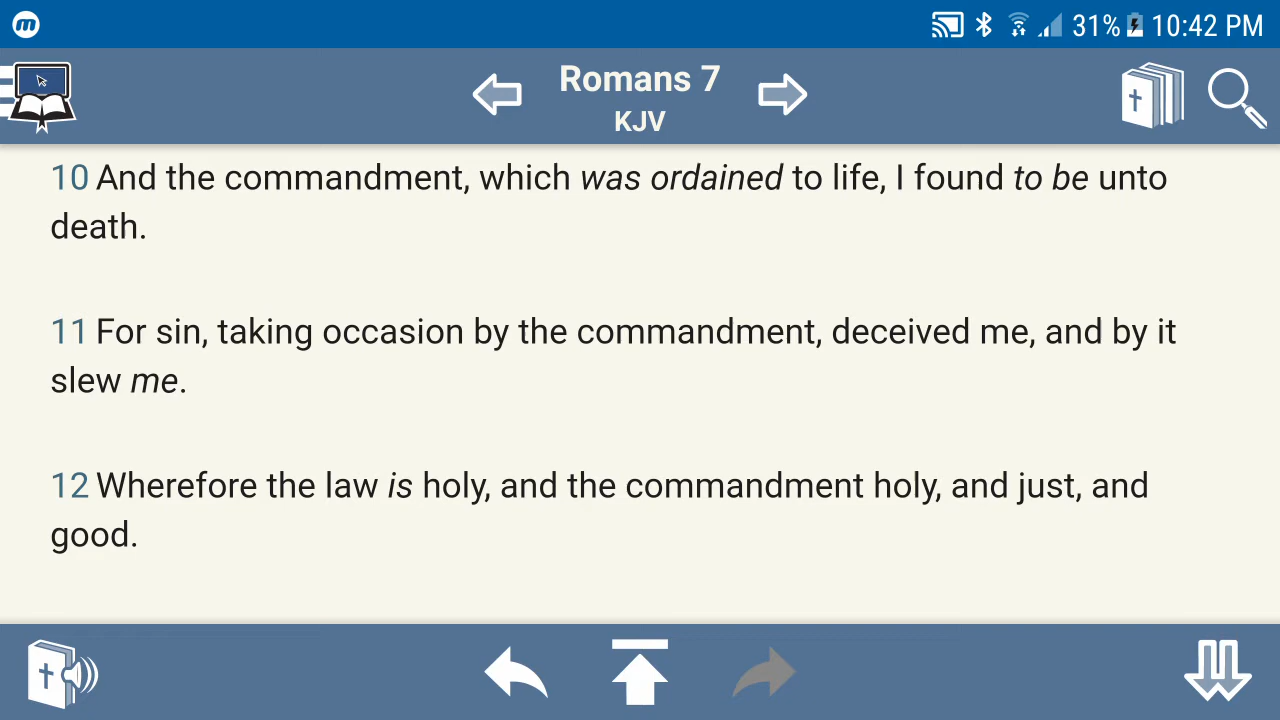 31% 10:42 PM
Romans 7
KJV
10 And the commandment, which was ordained to life, I found to be unto
death.
11 For sin, taking occasion by the commandment, deceived me, and by it
slew me.
12 Wherefore the law is holy, and the commandment holy, and just, and
good.